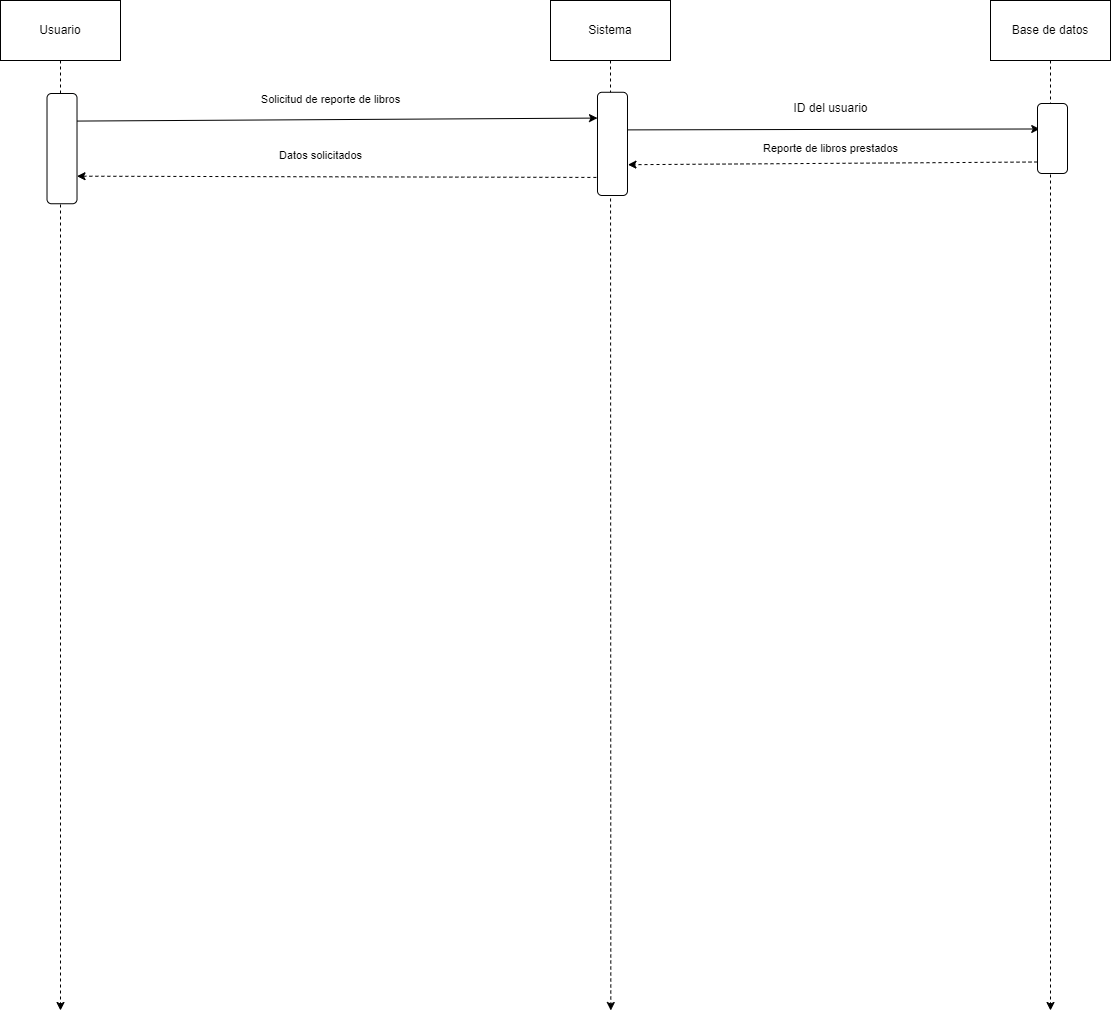 Usuario
Sistema
Base de datos
Solicitud de reporte de libros
ID del usuario
Reporte de libros prestados
Datos solicitados